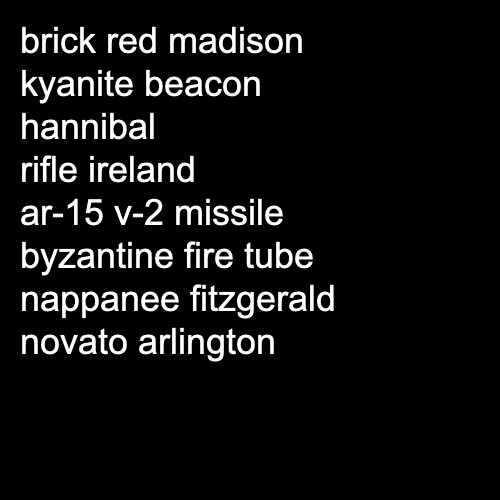 brick red madison
kyanite beacon
hannibal
rifle ireland
ar-15 v-2 missile
byzantine fire tube
nappanee fitzgerald
novato arlington